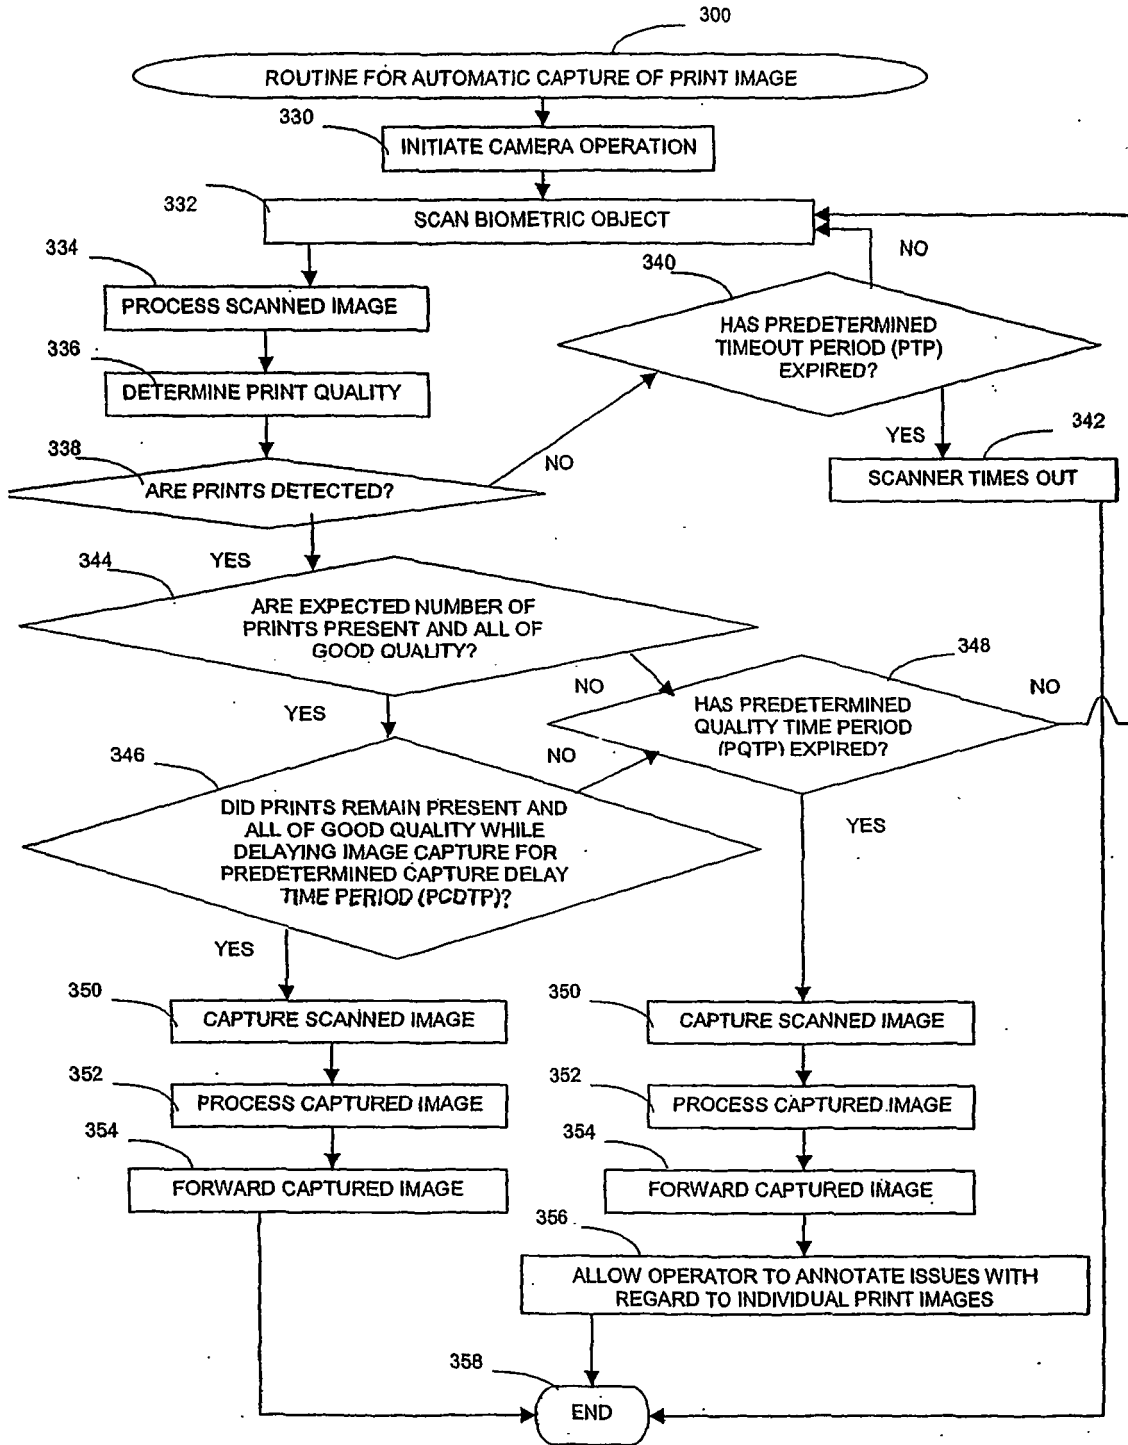 300
ROUTINE FOR AUTOMATIC CAPTURE OF PRINT IMAGE
330
INITIATE CAMERA OPERATION
332
SCAN BIOMETRIC OBJECT
334
PROCESS SCANNED IMAGE
336
DETERMINE PRINT QUALITY
338
ARE PRINTS DETECTED?
NO
340
NO
HAS PREDETERMINED
TIMEOUT PERIOD (PTP)
EXPIRED?
YES
342
SCANNER TIMES OUT
YES
344
ARE EXPECTED NUMBER OF
PRINTS PRESENT AND ALL OF
GOOD QUALITY?
NO
YES
348
HAS PREDETERMINED
QUALITY TIME PERIOD
(PQTP) EXPIRED?
NO
YES
346
NO
DID PRINTS REMAIN PRESENT AND
ALL OF GOOD QUALITY WHILE
DELAYING IMAGE CAPTURE FOR
PREDETERMINED CAPTURE DELAY
TIME PERIOD (PCDTP)?
YES
350
CAPTURE SCANNED IMAGE
352
PROCESS CAPTURED IMAGE
354
FORWARD CAPTURED IMAGE
350
CAPTURE SCANNED IMAGE
352
PROCESS CAPTURED IMAGE
354
FORWARD CAPTURED IMAGE
356
ALLOW OPERATOR TO ANNOTATE ISSUES WITH
REGARD TO INDIVIDUAL PRINT IMAGES
358
END